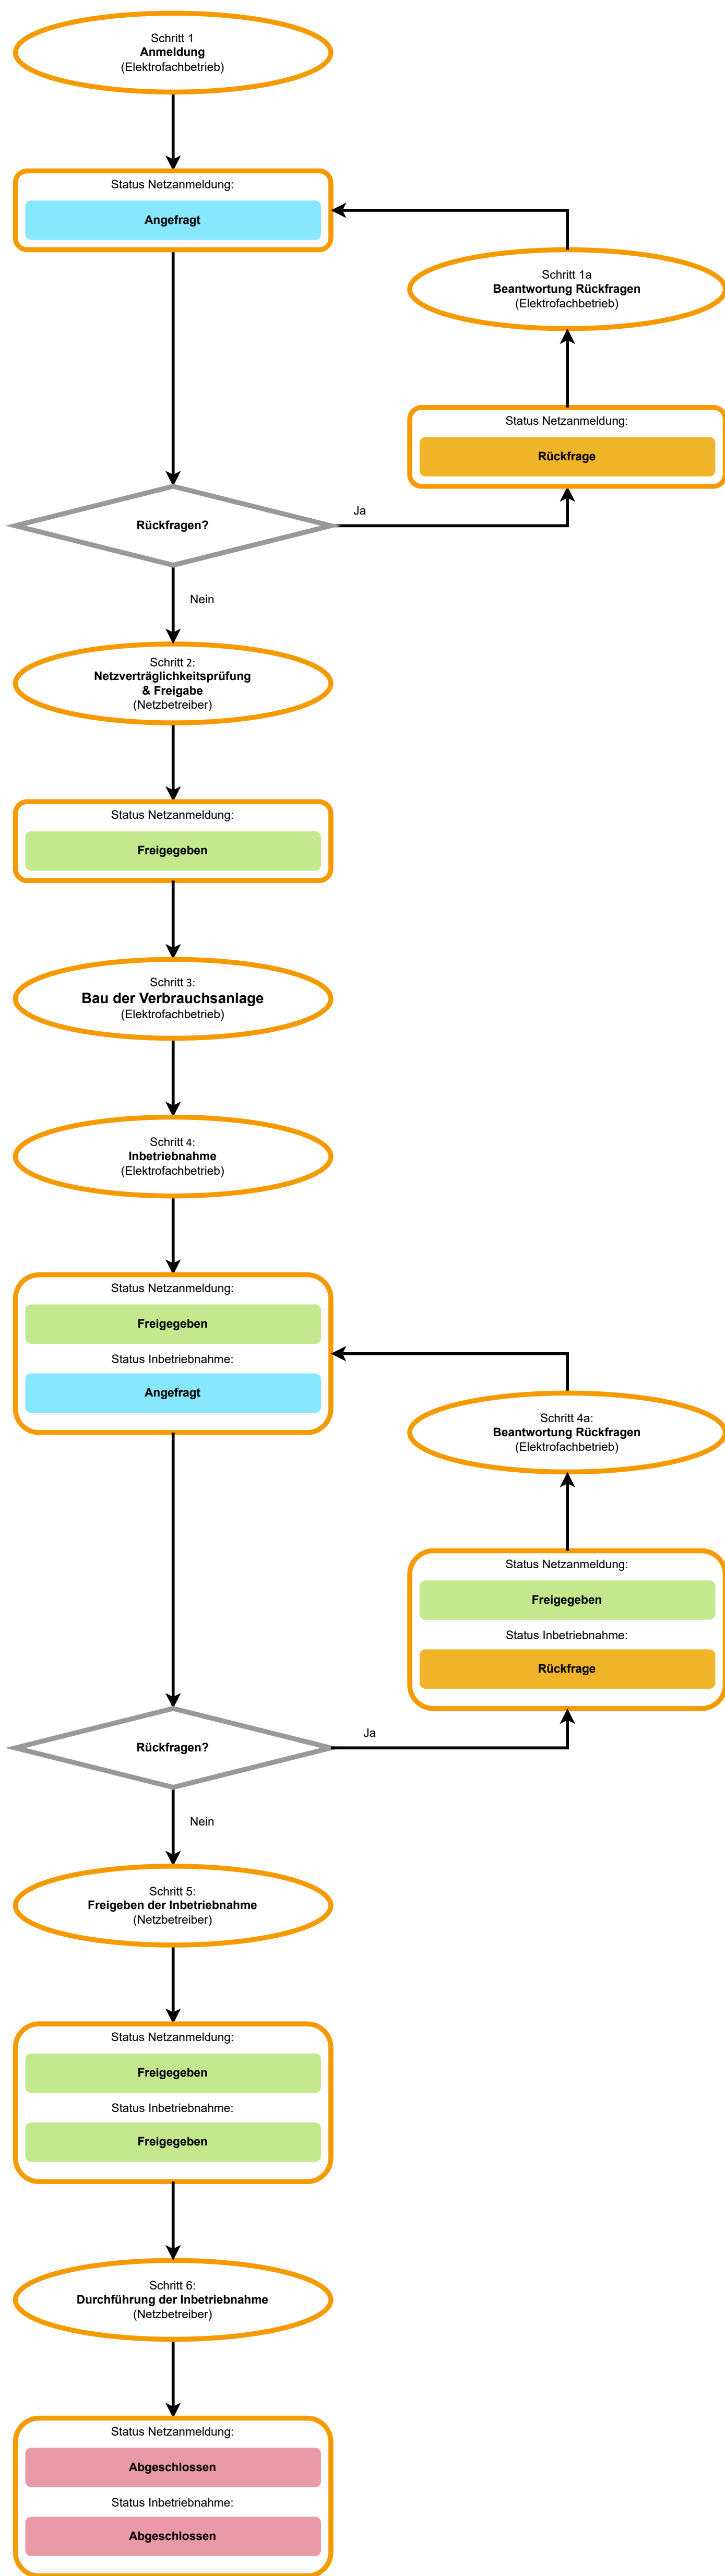 Schritt 1
Anmeldung
(Elektrofachbetrieb)
Status Netzanmeldung:
Angefragt
Schritt 1a
Beantwortung Rückfragen
(Elektrofachbetrieb)
Status Netzanmeldung:
Rückfrage
Rückfragen?
Ja
Nein
Schritt 2:
Netzverträglichkeitsprüfung
& Freigabe
(Netzbetreiber)
Status Netzanmeldung:
Freigegeben
Schritt 3:
Bau der Verbrauchsanlage
(Elektrofachbetrieb)
Schritt 4:
Inbetriebnahme
(Elektrofachbetrieb)
Status Netzanmeldung:
Freigegeben
Status Inbetriebnahme:
Angefragt
Schritt 4a:
Beantwortung Rückfragen
(Elektrofachbetrieb)
Status Netzanmeldung:
Freigegeben
Status Inbetriebnahme:
Rückfrage
Rückfragen?
Ja
Nein
Schritt 5:
Freigeben der Inbetriebnahme
(Netzbetreiber)
Status Netzanmeldung:
Freigegeben
Status Inbetriebnahme:
Freigegeben
Schritt 6:
Durchführung der Inbetriebnahme
(Netzbetreiber)
Status Netzanmeldung:
Abgeschlossen
Status Inbetriebnahme:
Abgeschlossen